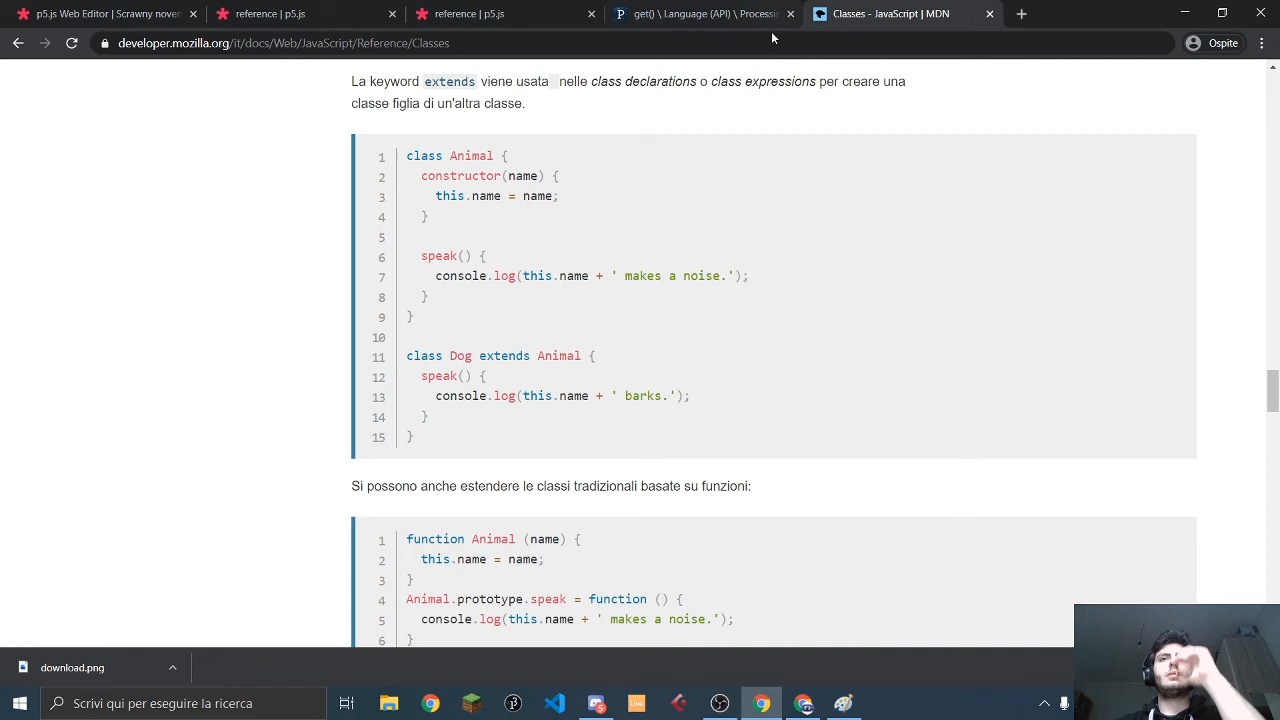 p5.js Web Editor | Scrawny noven
reference | p5.js
reference | p5.js
get() \ Language (API) \ Processin
Classes - JavaScript | MDN
developer.mozilla.org/it/docs/Web/JavaScript/Reference/Classes
Ospite
La keyword extends viene usata nelle class declarations o class expressions per creare una
classe figlia di un'altra classe.
1 class Animal {
2 constructor(name) {
3 this.name = name;
4 }
5
6 speak() {
7 console.log(this.name + ' makes a noise.');
8 }
9 }
10
11 class Dog extends Animal {
12 speak() {
13 console.log(this.name + ' barks.');
14 }
15 }
Si possono anche estendere le classi tradizionali basate su funzioni:
1 function Animal (name) {
2 this.name = name;
3 }
4 Animal.prototype.speak = function () {
5 console.log(this.name + ' makes a noise.');
6 }
download.png
Scrivi qui per eseguire la ricerca
Live